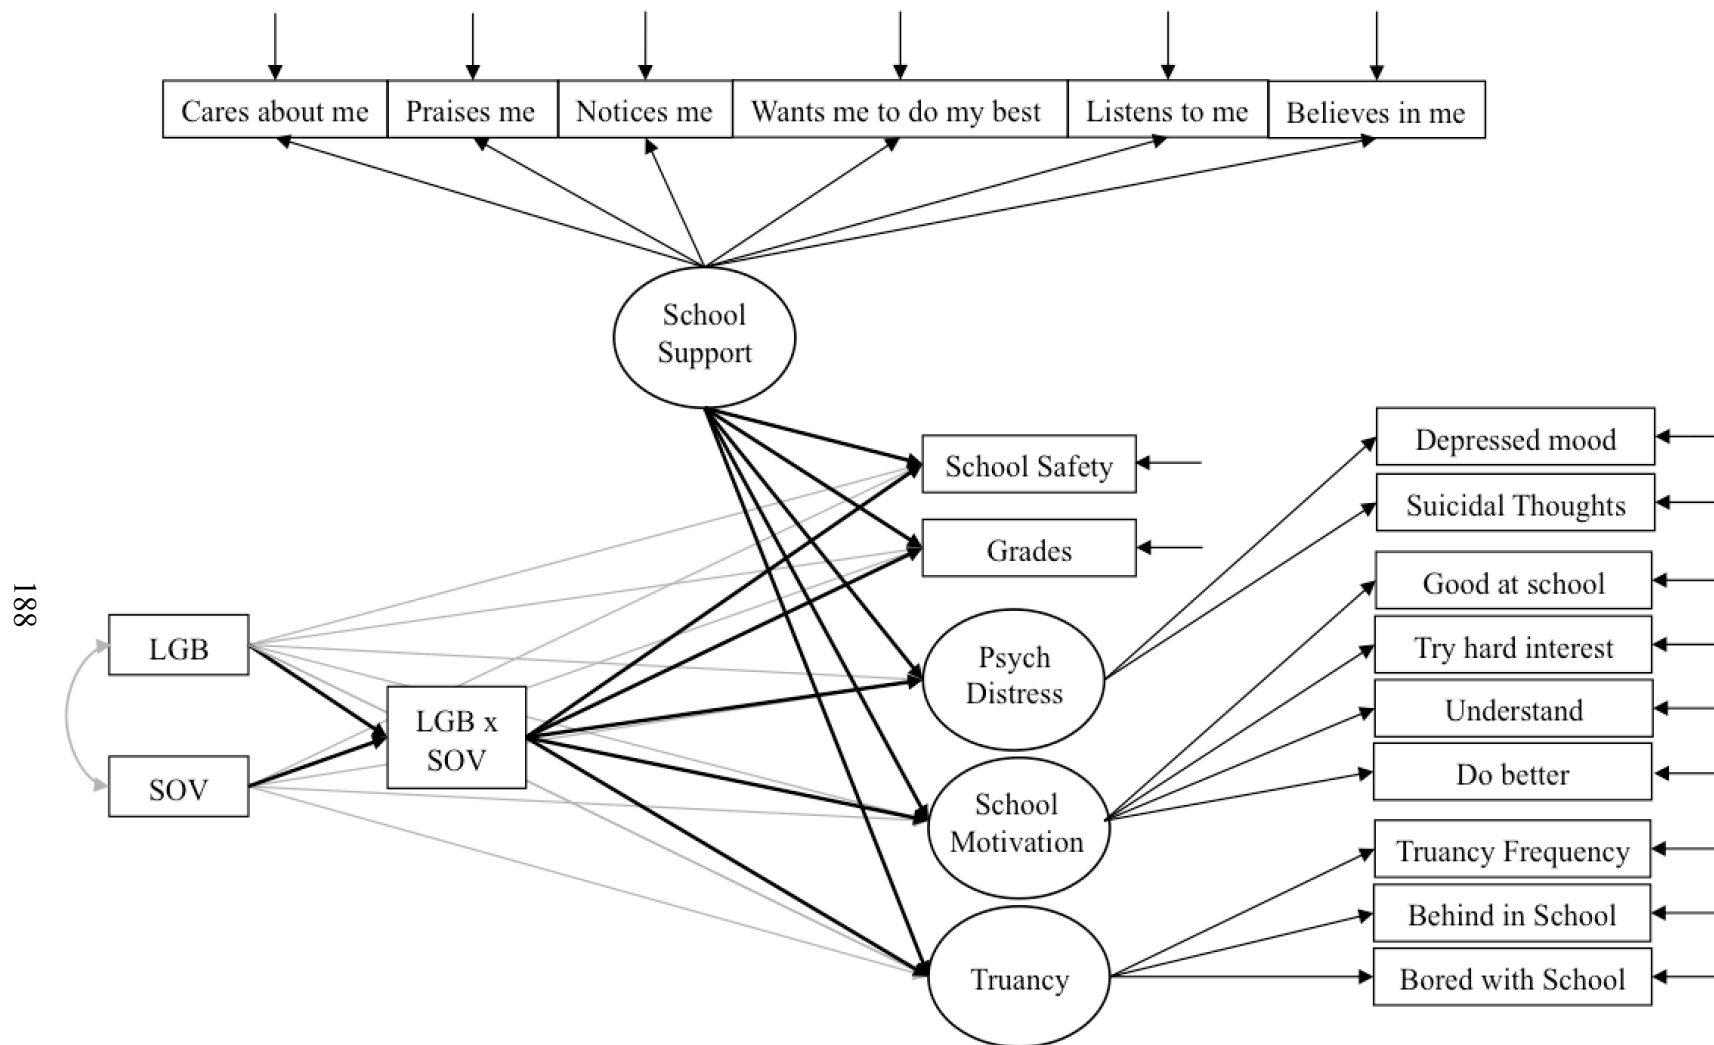 Cares about me
Praises me
Notices me
Wants me to do my best
Listens to me
Believes in me
School
Support
School Safety
Grades
Psych
Distress
School
Motivation
Truancy
LGB
SOV
LGB x
SOV
Depressed mood
Suicidal Thoughts
Good at school
Try hard interest
Understand
Do better
Truancy Frequency
Behind in School
Bored with School
188